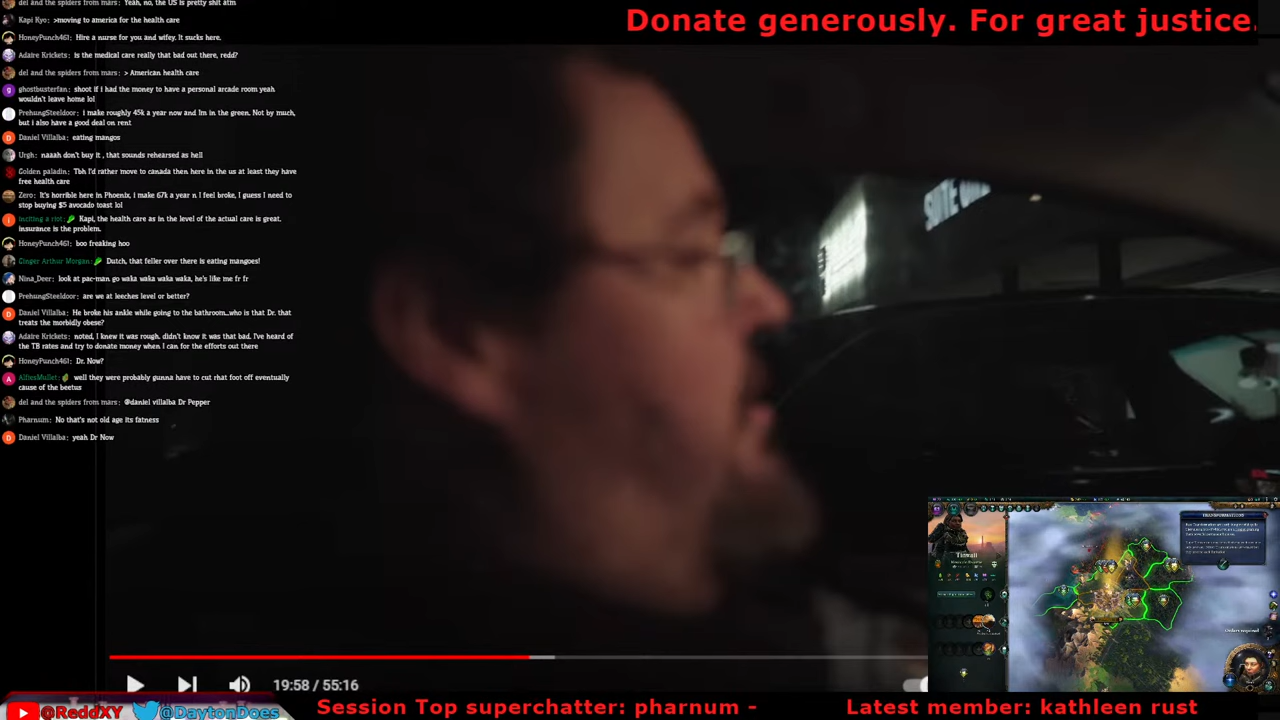 del and the spiders from mars: Yeah, no, the US is pretty shit atm
Donate generously. For great justice.
Kapi Kyo: >moving to america for the health care
HoneyPunch461: Hire a nurse for you and wifey. It sucks here.
Adaire Krickets: is the medical care really that bad out there, redd?
del and the spiders from mars: > American health care
ghostbusterfan: shoot if i had the money to have a personal arcade room yeah
wouldn't leave home lol
PrehungSteeldoor: i make roughly 45k a year now and Im in the green. Not by much,
but i also have a good deal on rent
Daniel Villalba: eating mangos
Urgh: naaah don't buy it , that sounds rehearsed as hell
Golden paladin: Tbh I'd rather move to canada then here in the us at least they have
free health care
Zero: It's horrible here in Phoenix, i make 67k a year n I feel broke, I guess I need to
stop buying $5 avocado toast lol
Inciting a riot: Kapi, the health care as in the level of the actual care is great.
insurance is the problem.
HoneyPunch461: boo freaking hoo
Ginger Arthur Morgan: Dutch, that feller over there is eating mangoes!
Nina_Deer: look at pac-man go waka waka waka waka, he's like me fr fr
PrehungSteeldoor: are we at leeches level or better?
Daniel Villalba: He broke his ankle while going to the bathroom...who is that Dr. that
treats the morbidly obese?
Adaire Krickets: noted, I knew it was rough. didn't know it was that bad. I've heard of
the TB rates and try to donate money when I can for the efforts out there
HoneyPunch461: Dr. Now?
AlfiesMullet: well they were probably gunna have to cut rhat foot off eventually
cause of the beetus
del and the spiders from mars: @daniel villalba Dr Pepper
Pharnum: No that's not old age its fatness
Daniel Villalba: yeah Dr Now
19:58 / 55:16
@ReddXY
@DaytonDoes
Session Top superchatter: pharnum -
Latest member: kathleen rust